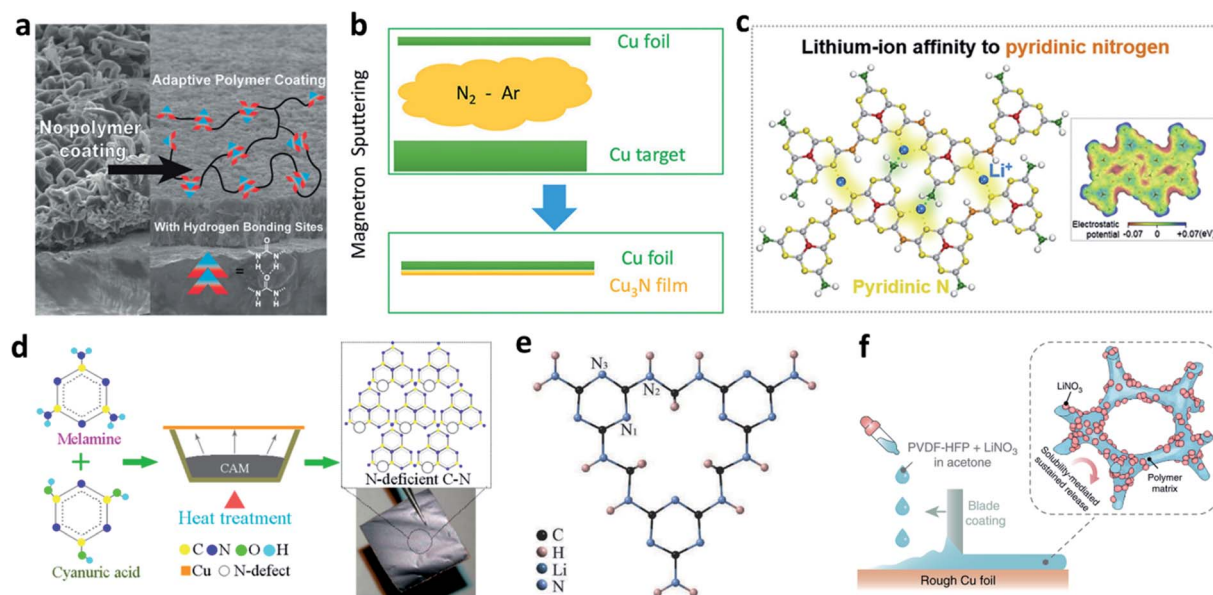 a
No polymer
coating
Adaptive Polymer Coating
With Hydrogen Bonding Sites
=
O
N N
H H
O
N N
H H
b
Magnetron Sputtering
Cu foil
N₂ - Ar
Cu target
Cu foil
Cu₃N film
c
Lithium-ion affinity to pyridinic nitrogen
Li⁺
Pyridinic N
Electrostatic
potential
-0.07 0 +0.07(eV)
d
Melamine
+
Cyanuric acid
CAM
Heat treatment
C N O H
Cu N-defect
N-deficient C-N
e
N₃
N₂
N₁
C
H
Li
N
f
PVDF-HFP + LiNO₃
in acetone
Blade
coating
Rough Cu foil
LiNO₃
Solubility-mediated
sustained release
Polymer
matrix